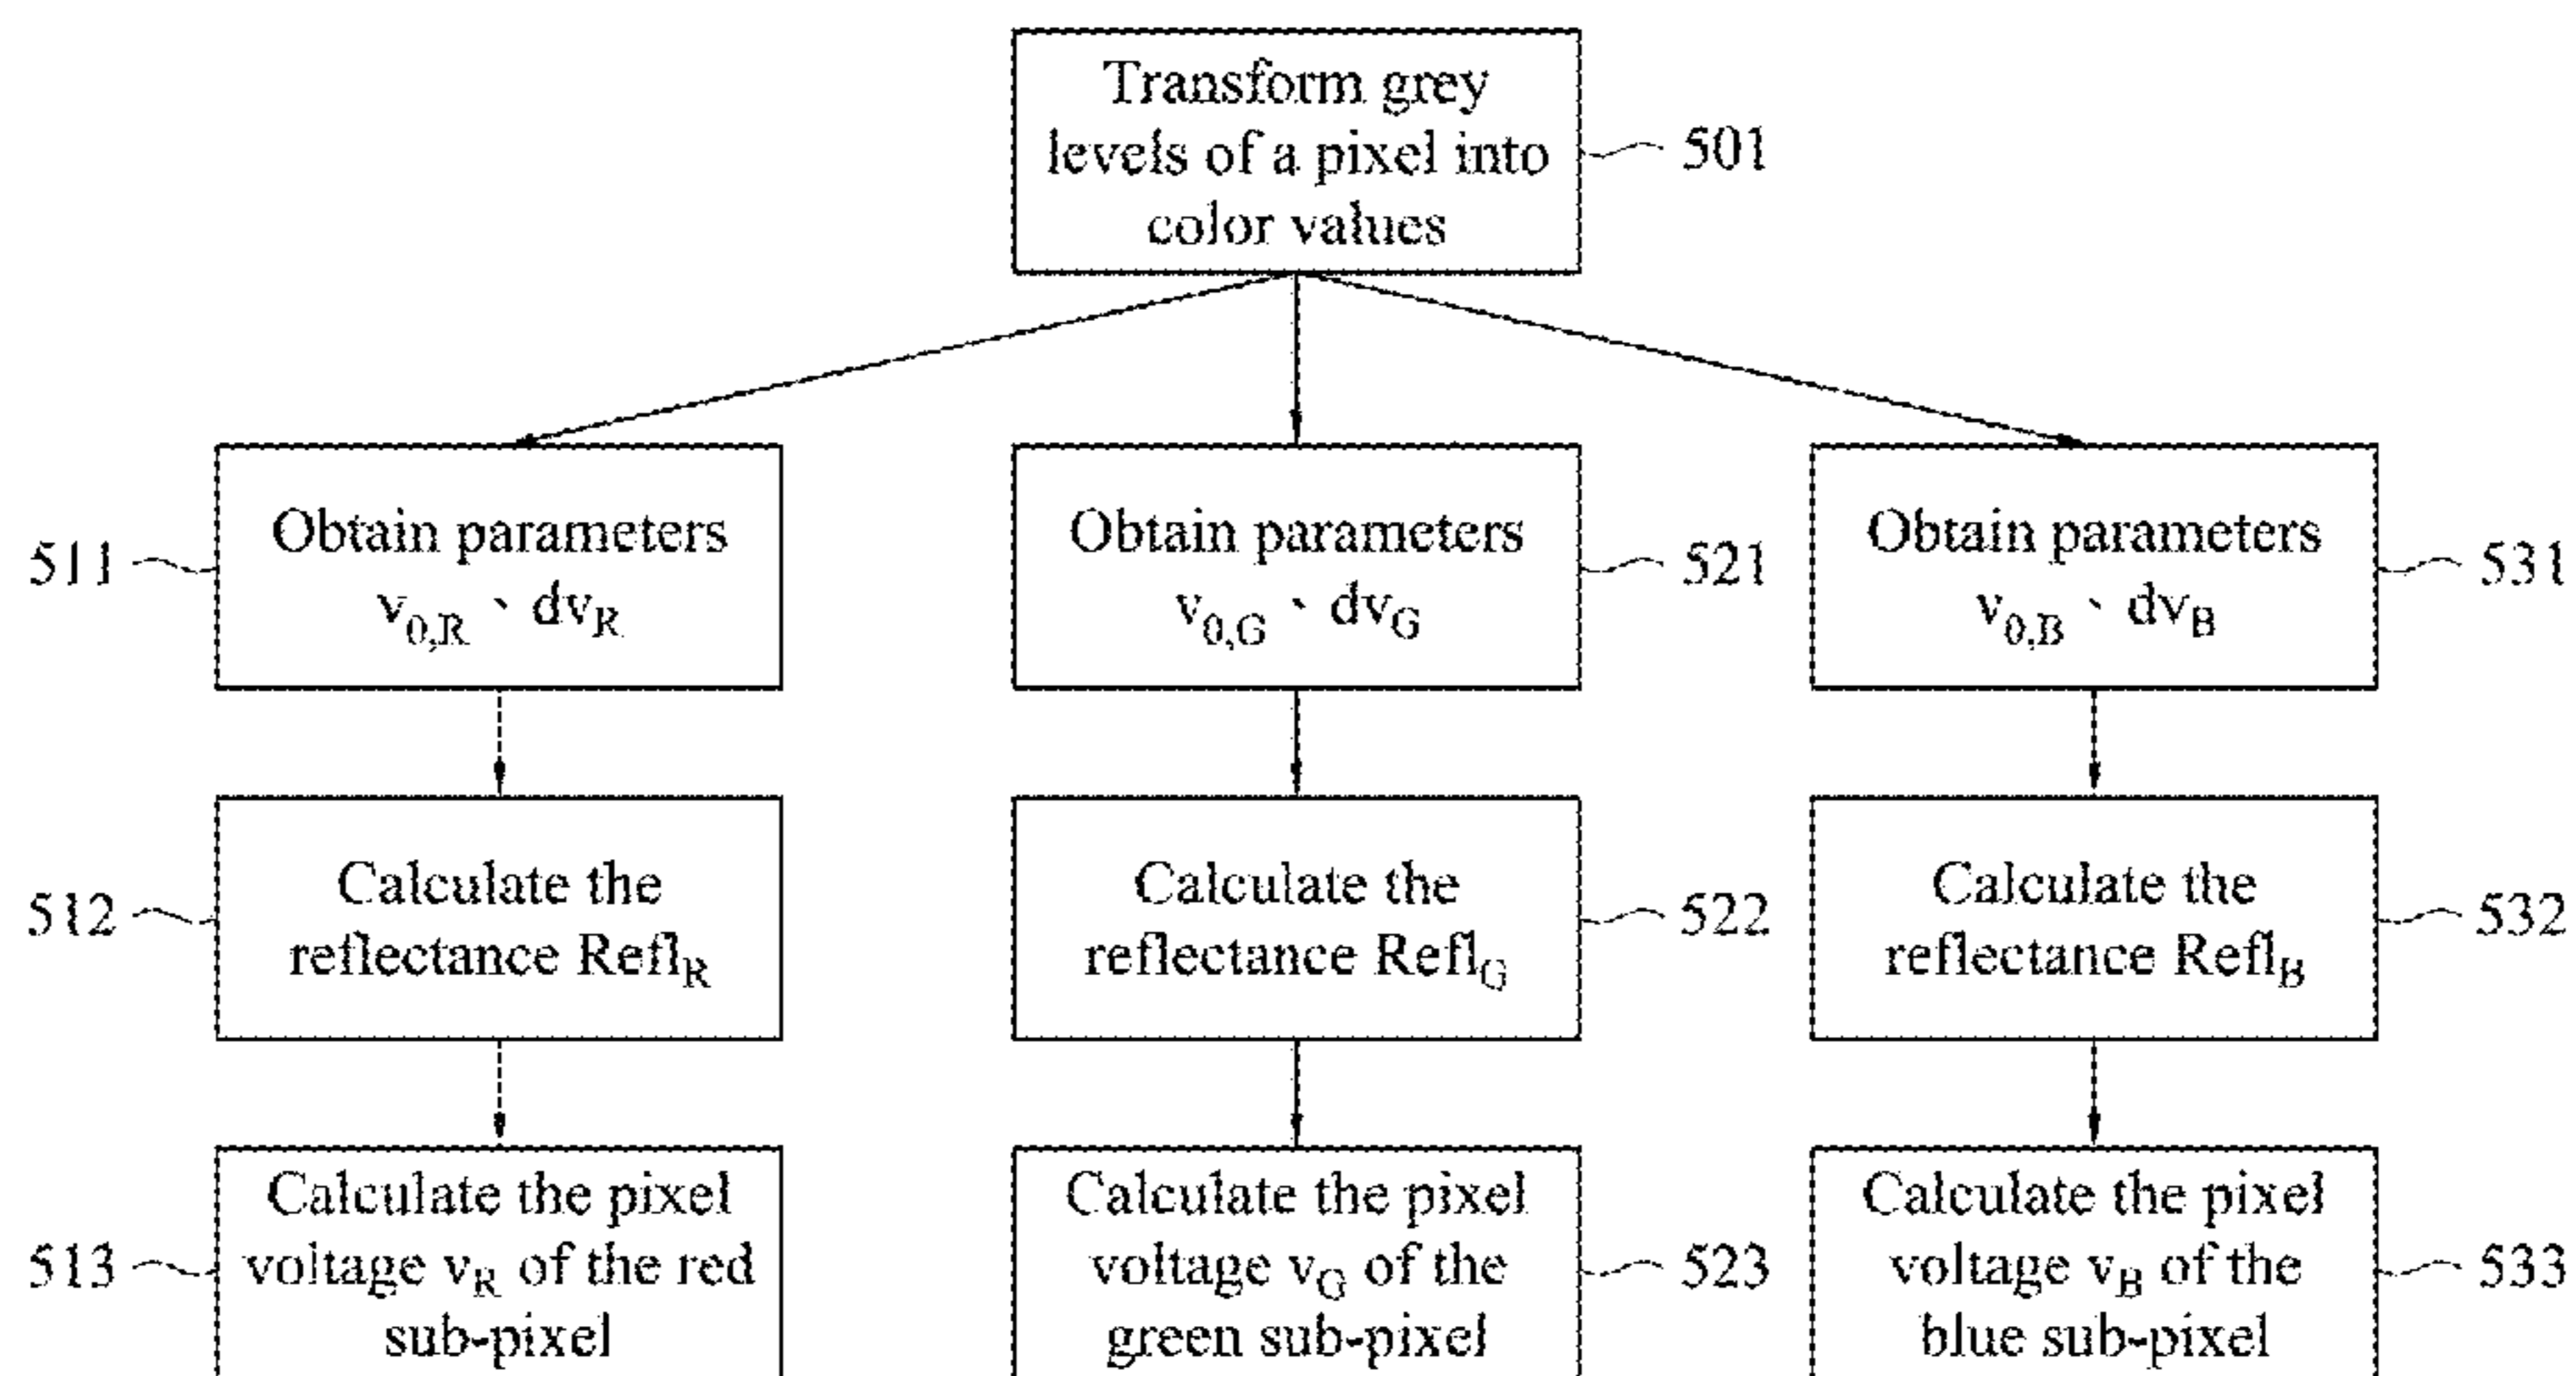 Transform grey
levels of a pixel into
color values
501
511
Obtain parameters
v0,R、dvR
Obtain parameters
v0,G、dvG
521
Obtain parameters
v0,B、dvB
531
512
Calculate the
reflectance ReflR
Calculate the
reflectance ReflG
522
Calculate the
reflectance ReflB
532
513
Calculate the pixel
voltage vR of the red
sub-pixel
Calculate the pixel
voltage vG of the
green sub-pixel
523
Calculate the pixel
voltage vB of the
blue sub-pixel
533